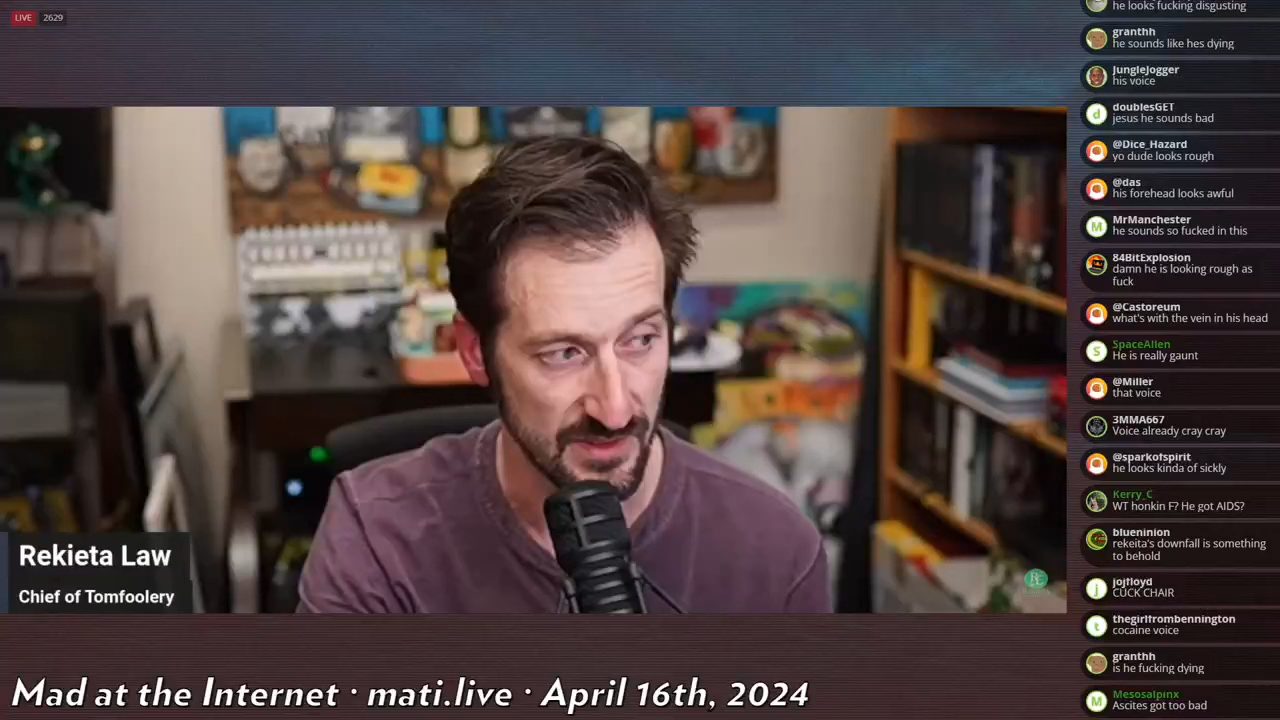 LIVE 2629
he looks fucking disgusting
granthh
he sounds like hes dying
JungleJogger
his voice
doublesGET
jesus he sounds bad
@Dice_Hazard
yo dude looks rough
@das
his forehead looks awful
MrManchester
he sounds so fucked in this
84BitExplosion
damn he is looking rough as
fuck
@Castoreum
what's with the vein in his head
SpaceAllen
He is really gaunt
@Miller
that voice
3MMA667
Voice already cray cray
@sparkofspirit
he looks kinda of sickly
Kerry_C
WT honkin F? He got AIDS?
blueninion
rekeita's downfall is something
to behold
jojfloyd
CUCK CHAIR
thegirlfrombennington
cocaine voice
granthh
is he fucking dying
Mesosalpinx
Ascites got too bad
Rekieta Law
Chief of Tomfoolery
Mad at the Internet · mati.live · April 16th, 2024